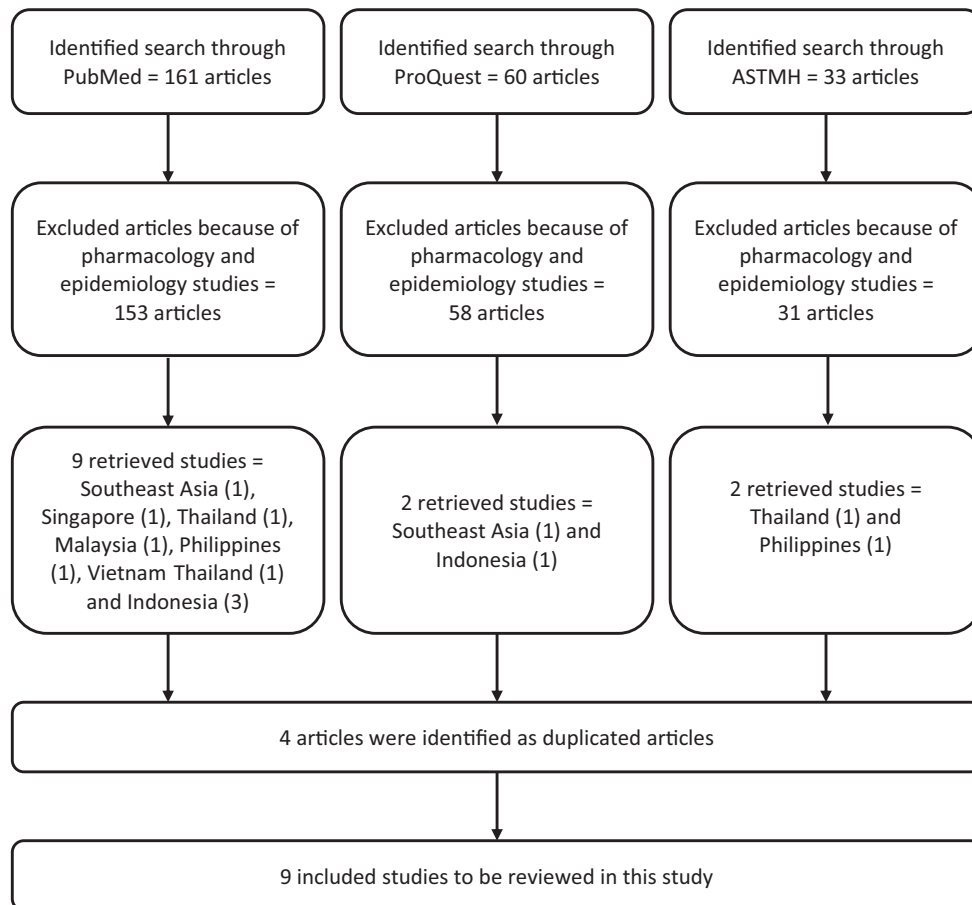 Identified search through
PubMed = 161 articles
Identified search through
ProQuest = 60 articles
Identified search through
ASTMH = 33 articles
Excluded articles because of
pharmacology and
epidemiology studies =
153 articles
Excluded articles because of
pharmacology and
epidemiology studies =
58 articles
Excluded articles because of
pharmacology and
epidemiology studies =
31 articles
9 retrieved studies =
Southeast Asia (1),
Singapore (1), Thailand (1),
Malaysia (1), Philippines
(1), Vietnam Thailand (1)
and Indonesia (3)
2 retrieved studies =
Southeast Asia (1) and
Indonesia (1)
2 retrieved studies =
Thailand (1) and
Philippines (1)
4 articles were identified as duplicated articles
9 included studies to be reviewed in this study